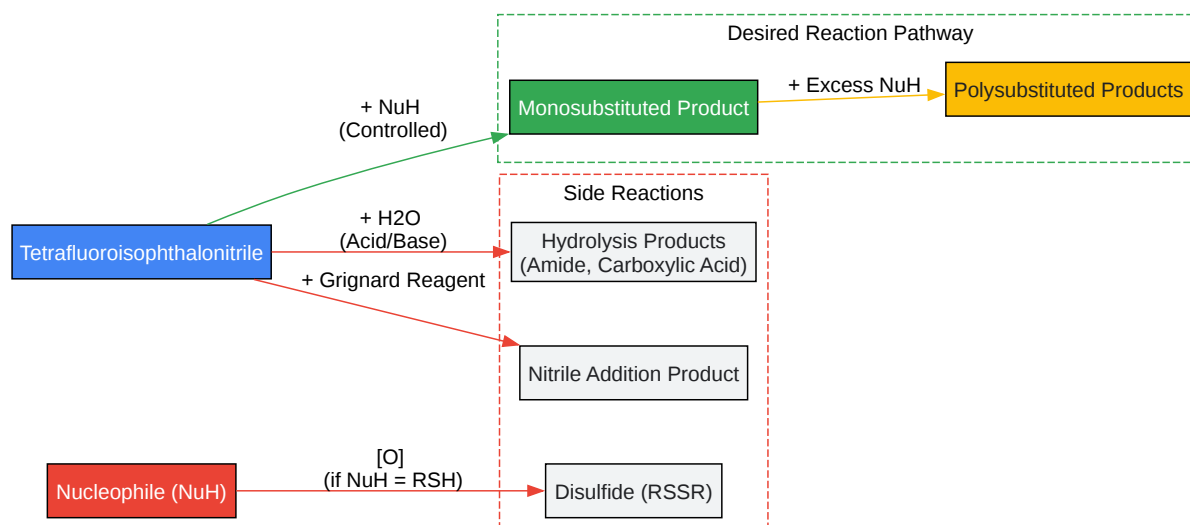 Desired Reaction Pathway
+ Excess NuH
Monosubstituted Product
Polysubstituted Products
+ NuH
(Controlled)
Side Reactions
+ H2O
(Acid/Base)
Hydrolysis Products
(Amide, Carboxylic Acid)
Tetrafluoroisophthalonitrile
+ Grignard Reagent
Nitrile Addition Product
[O]
(if NuH = RSH)
Nucleophile (NuH)
Disulfide (RSSR)